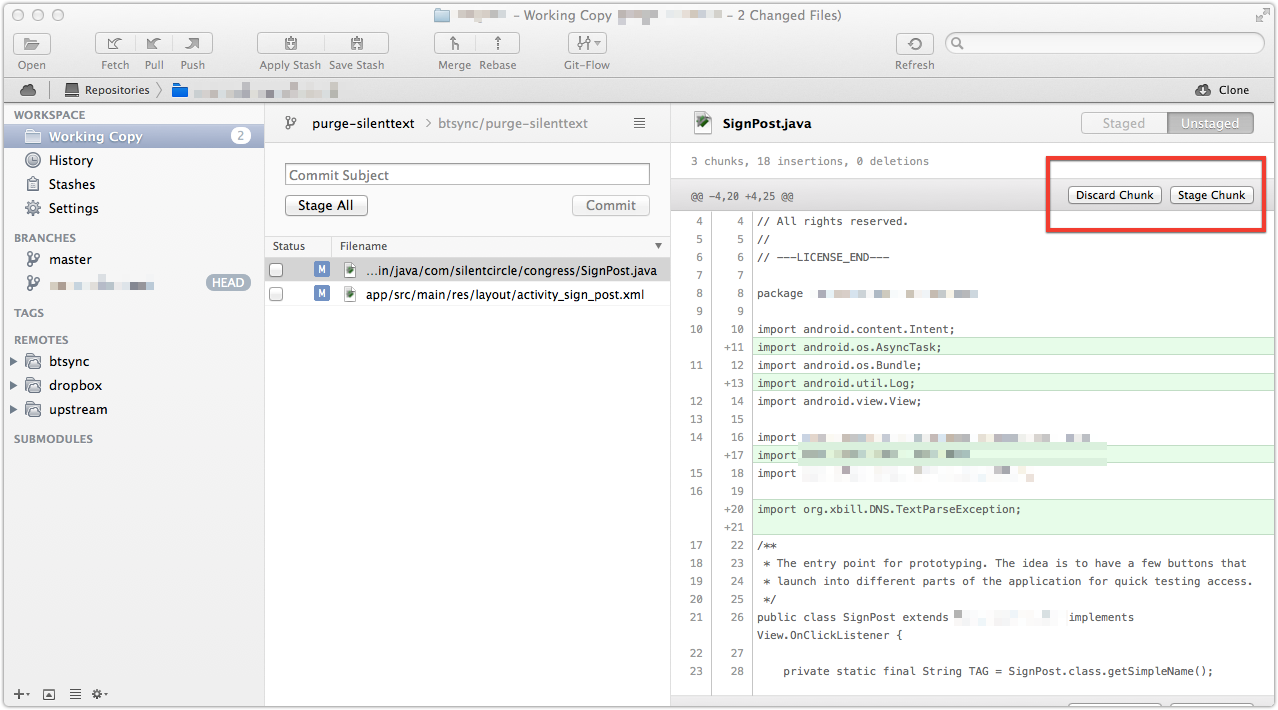 – Working Copy – 2 Changed Files)
Open
Fetch Pull Push
Apply Stash Save Stash
Merge Rebase
Git-Flow
Refresh
Repositories
Clone
WORKSPACE
Working Copy 2
History
Stashes
Settings
BRANCHES
master
HEAD
TAGS
REMOTES
btsync
dropbox
upstream
SUBMODULES
purge-silenttext > btsync/purge-silenttext
Commit Subject
Stage All Commit
Status Filename
M …in/java/com/silentcircle/congress/SignPost.java
M app/src/main/res/layout/activity_sign_post.xml
SignPost.java
Staged Unstaged
3 chunks, 18 insertions, 0 deletions
@@ -4,20 +4,25 @@
Discard Chunk Stage Chunk
4 4 // All rights reserved.
5 5 //
6 6 // ---LICENSE_END---
7 7
8 8 package
9 9
10 10 import android.content.Intent;
+11 import android.os.AsyncTask;
11 12 import android.os.Bundle;
+13 import android.util.Log;
12 14 import android.view.View;
13 15
14 16 import
+17 import
15 18 import
16 19
+20 import org.xbill.DNS.TextParseException;
+21
17 22 /**
18 23 * The entry point for prototyping. The idea is to have a few buttons that
19 24 * launch into different parts of the application for quick testing access.
20 25 */
21 26 public class SignPost extends implements
View.OnClickListener {
22 27
23 28 private static final String TAG = SignPost.class.getSimpleName();